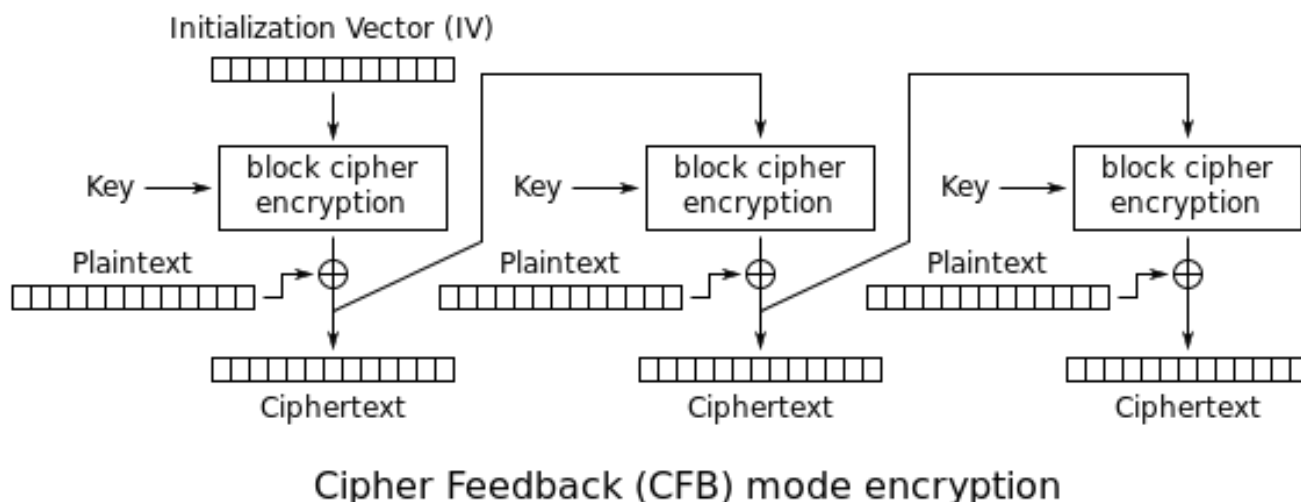 Initialization Vector (IV)
Key
block cipher
encryption
Key
block cipher
encryption
Key
block cipher
encryption
Plaintext
Plaintext
Plaintext
Ciphertext
Ciphertext
Ciphertext
Cipher Feedback (CFB) mode encryption